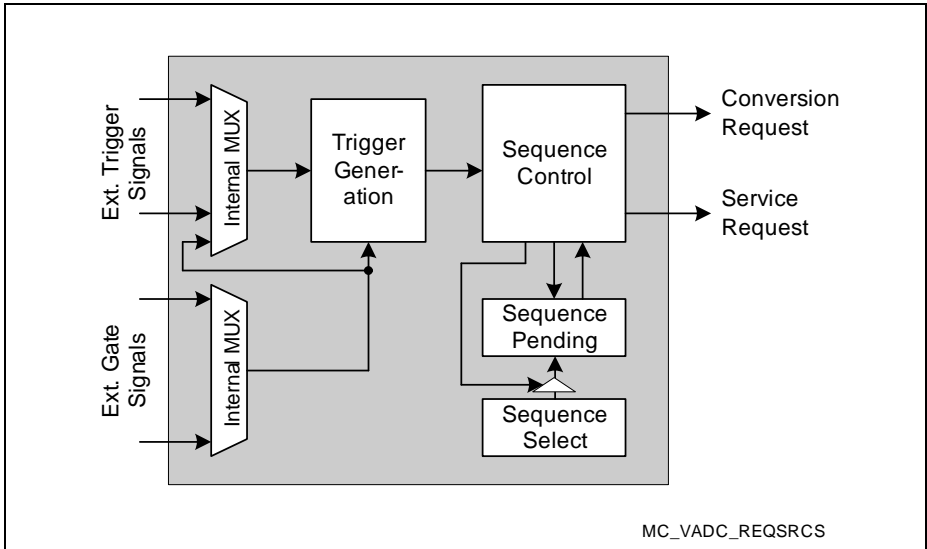 Ext. Trigger
Signals
Internal MUX
Trigger
Gener-
ation
Sequence
Control
Conversion
Request
Service
Request
Ext. Gate
Signals
Internal MUX
Sequence
Pending
Sequence
Select
MC_VADC_REQSRCS